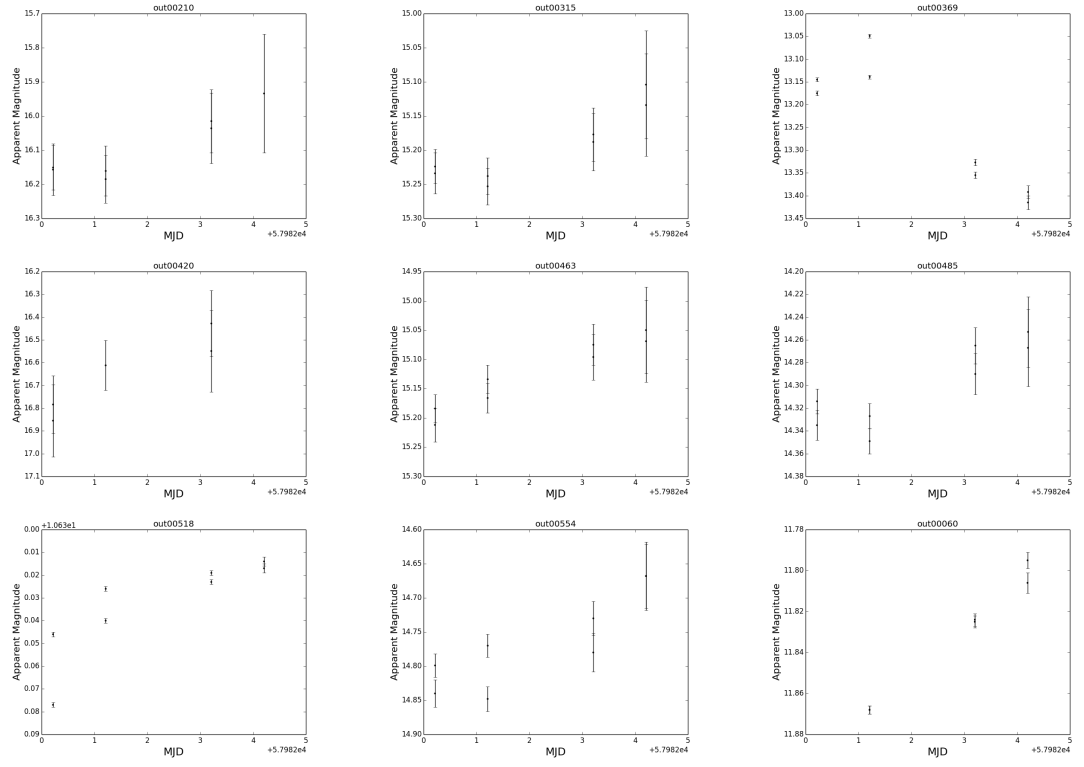 out00210
15.7
15.8
15.9
16.0
16.1
16.2
16.3
Apparent Magnitude
0 1 2 3 4 5
MJD
+5.7982e4
out00315
15.00
15.05
15.10
15.15
15.20
15.25
15.30
Apparent Magnitude
0 1 2 3 4 5
MJD
+5.7982e4
out00369
13.00
13.05
13.10
13.15
13.20
13.25
13.30
13.35
13.40
13.45
Apparent Magnitude
0 1 2 3 4 5
MJD
+5.7982e4
out00420
16.2
16.3
16.4
16.5
16.6
16.7
16.8
16.9
17.0
17.1
Apparent Magnitude
0 1 2 3 4 5
MJD
+5.7982e4
out00463
14.95
15.00
15.05
15.10
15.15
15.20
15.25
15.30
Apparent Magnitude
0 1 2 3 4 5
MJD
+5.7982e4
out00485
14.20
14.22
14.24
14.26
14.28
14.30
14.32
14.34
14.36
14.38
Apparent Magnitude
0 1 2 3 4 5
MJD
+5.7982e4
out00518
+1.063e1
0.00
0.01
0.02
0.03
0.04
0.05
0.06
0.07
0.08
0.09
Apparent Magnitude
0 1 2 3 4 5
MJD
+5.7982e4
out00554
14.60
14.65
14.70
14.75
14.80
14.85
14.90
Apparent Magnitude
0 1 2 3 4 5
MJD
+5.7982e4
out00060
11.78
11.80
11.82
11.84
11.86
11.88
Apparent Magnitude
0 1 2 3 4 5
MJD
+5.7982e4